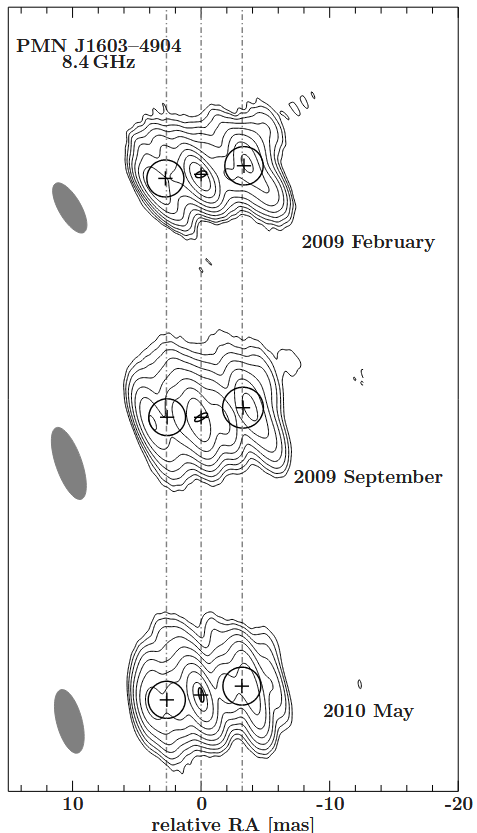 PMN J1603–4904
8.4 GHz
2009 February
2009 September
2010 May
10 0 -10 -20
relative RA [mas]